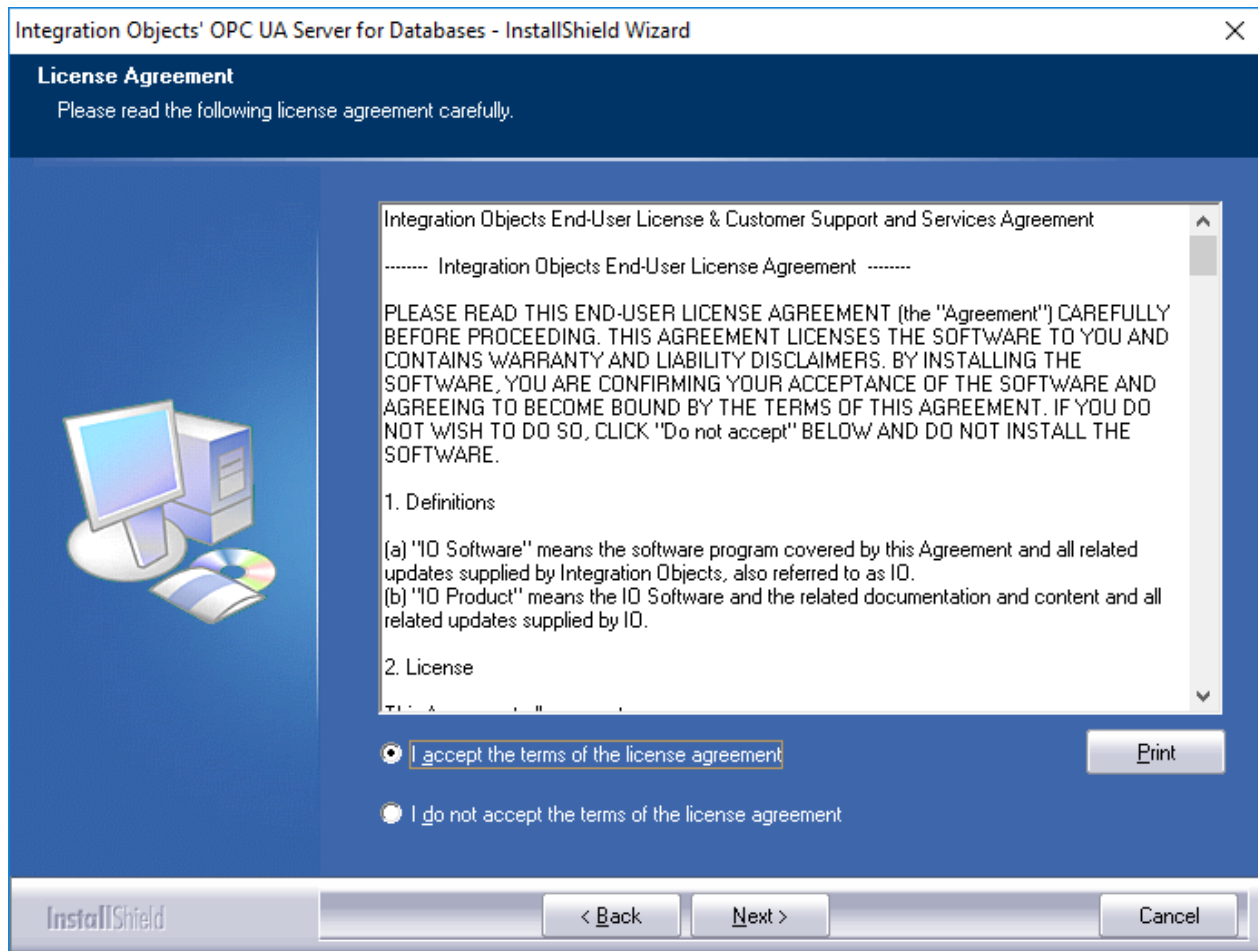 Integration Objects' OPC UA Server for Databases - InstallShield Wizard
License Agreement
Please read the following license agreement carefully.
Integration Objects End-User License & Customer Support and Services Agreement
-------- Integration Objects End-User License Agreement --------
PLEASE READ THIS END-USER LICENSE AGREEMENT (the "Agreement") CAREFULLY
BEFORE PROCEEDING. THIS AGREEMENT LICENSES THE SOFTWARE TO YOU AND
CONTAINS WARRANTY AND LIABILITY DISCLAIMERS. BY INSTALLING THE
SOFTWARE, YOU ARE CONFIRMING YOUR ACCEPTANCE OF THE SOFTWARE AND
AGREEING TO BECOME BOUND BY THE TERMS OF THIS AGREEMENT. IF YOU DO
NOT WISH TO DO SO, CLICK "Do not accept" BELOW AND DO NOT INSTALL THE
SOFTWARE.
1. Definitions
(a) "IO Software" means the software program covered by this Agreement and all related
updates supplied by Integration Objects, also referred to as IO.
(b) "IO Product" means the IO Software and the related documentation and content and all
related updates supplied by IO.
2. License
I accept the terms of the license agreement
Print
I do not accept the terms of the license agreement
InstallShield
< Back
Next >
Cancel